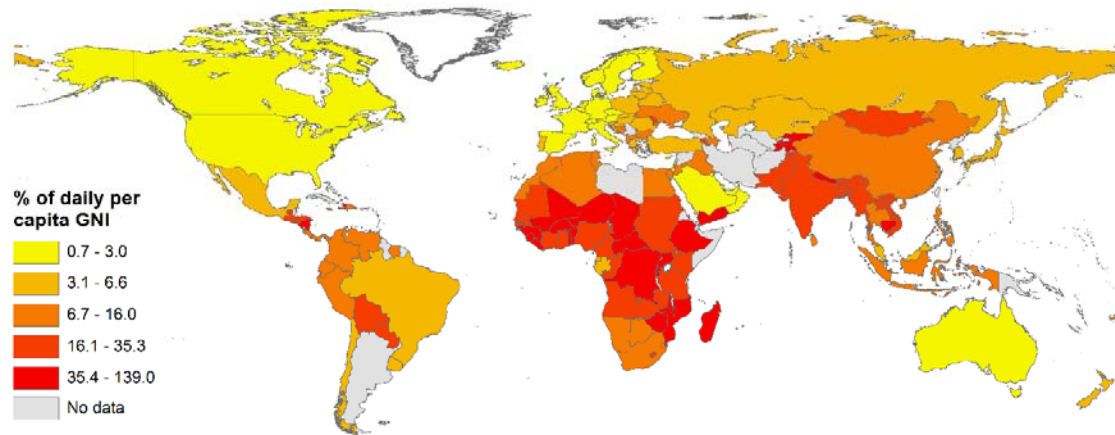 % of daily per
capita GNI
0.7 - 3.0
3.1 - 6.6
6.7 - 16.0
16.1 - 35.3
35.4 - 139.0
No data